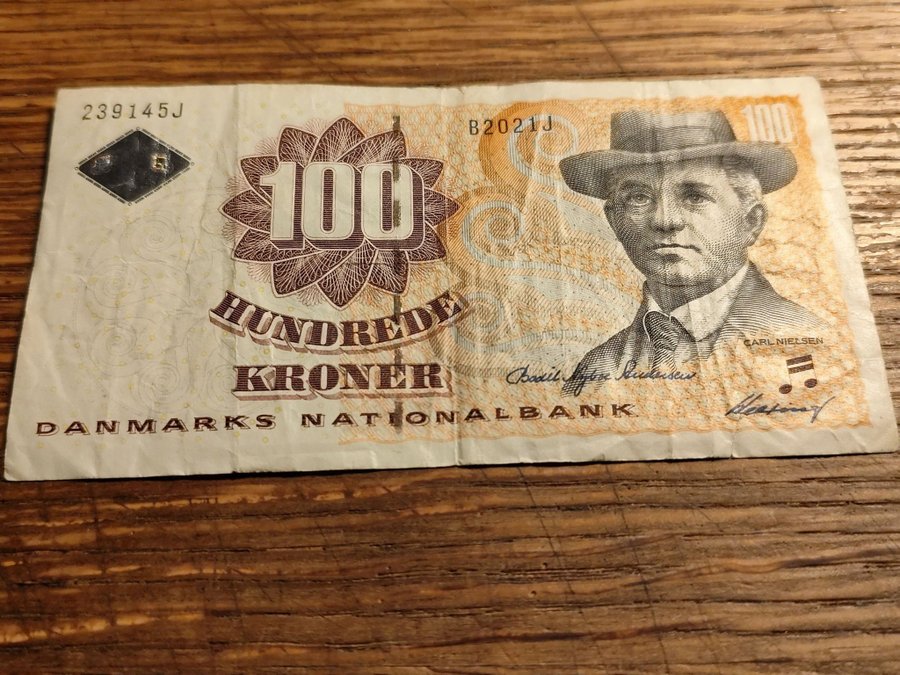 239145J
B2021J
100
100
HUNDREDE
KRONER
CARL NIELSEN
DANMARKS NATIONALBANK